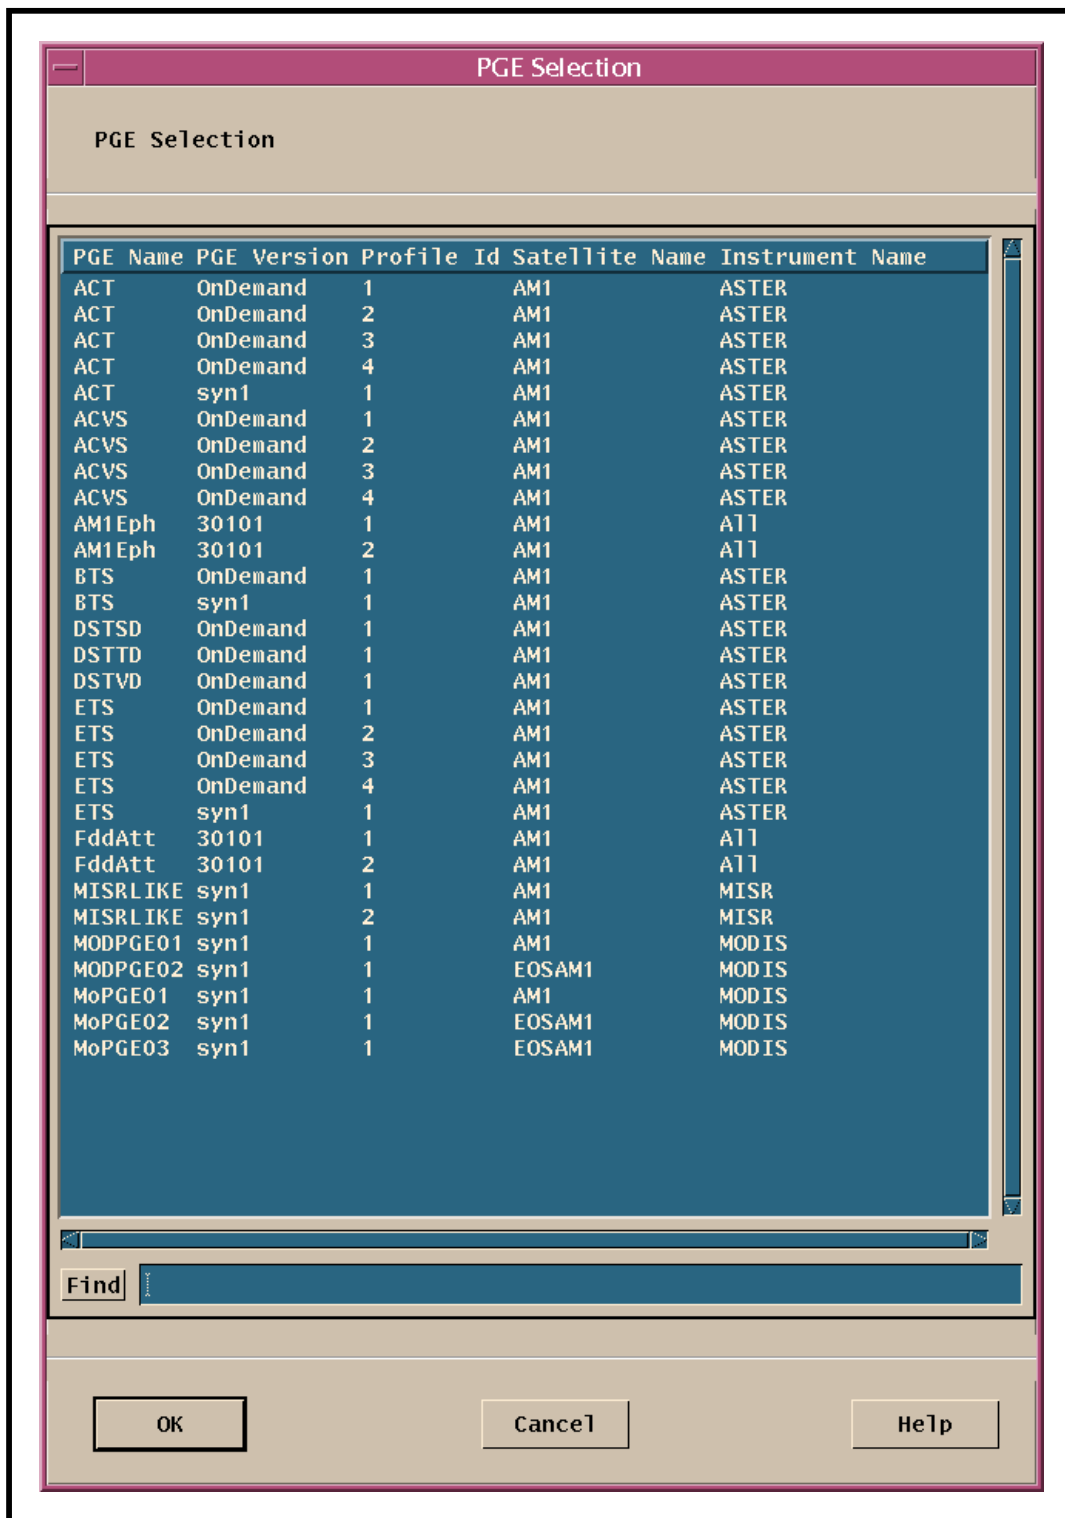 PGE Selection
PGE Selection
PGE Name PGE Version Profile Id Satellite Name Instrument Name
ACT OnDemand 1 AM1 ASTER
ACT OnDemand 2 AM1 ASTER
ACT OnDemand 3 AM1 ASTER
ACT OnDemand 4 AM1 ASTER
ACT syn1 1 AM1 ASTER
ACVS OnDemand 1 AM1 ASTER
ACVS OnDemand 2 AM1 ASTER
ACVS OnDemand 3 AM1 ASTER
ACVS OnDemand 4 AM1 ASTER
AM1Eph 30101 1 AM1 All
AM1Eph 30101 2 AM1 All
BTS OnDemand 1 AM1 ASTER
BTS syn1 1 AM1 ASTER
DSTSD OnDemand 1 AM1 ASTER
DSTTD OnDemand 1 AM1 ASTER
DSTVD OnDemand 1 AM1 ASTER
ETS OnDemand 1 AM1 ASTER
ETS OnDemand 2 AM1 ASTER
ETS OnDemand 3 AM1 ASTER
ETS OnDemand 4 AM1 ASTER
ETS syn1 1 AM1 ASTER
FddAtt 30101 1 AM1 All
FddAtt 30101 2 AM1 All
MISRLIKE syn1 1 AM1 MISR
MISRLIKE syn1 2 AM1 MISR
MODPGE01 syn1 1 AM1 MODIS
MODPGE02 syn1 1 EOSAM1 MODIS
MoPGE01 syn1 1 AM1 MODIS
MoPGE02 syn1 1 EOSAM1 MODIS
MoPGE03 syn1 1 EOSAM1 MODIS
Find
OK Cancel Help